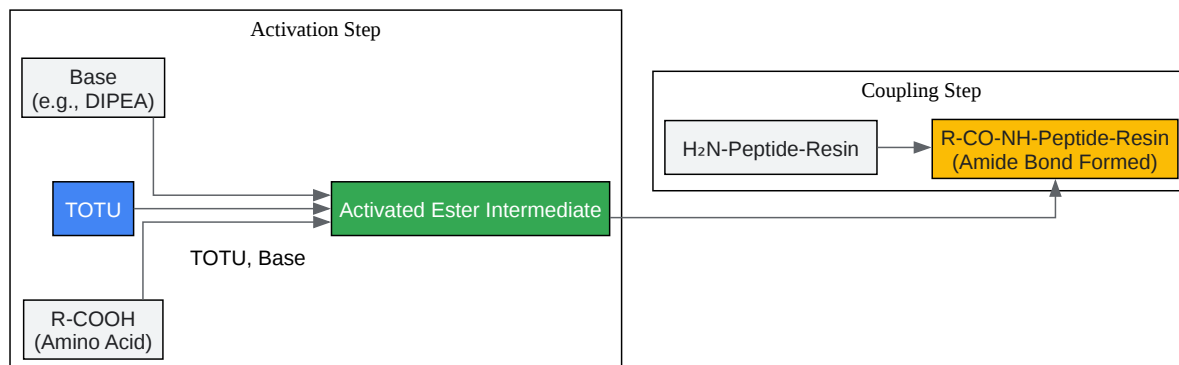 Activation Step
Base
(e.g., DIPEA)
TOTU
Activated Ester Intermediate
TOTU, Base
R-COOH
(Amino Acid)
Coupling Step
H₂N-Peptide-Resin
R-CO-NH-Peptide-Resin
(Amide Bond Formed)